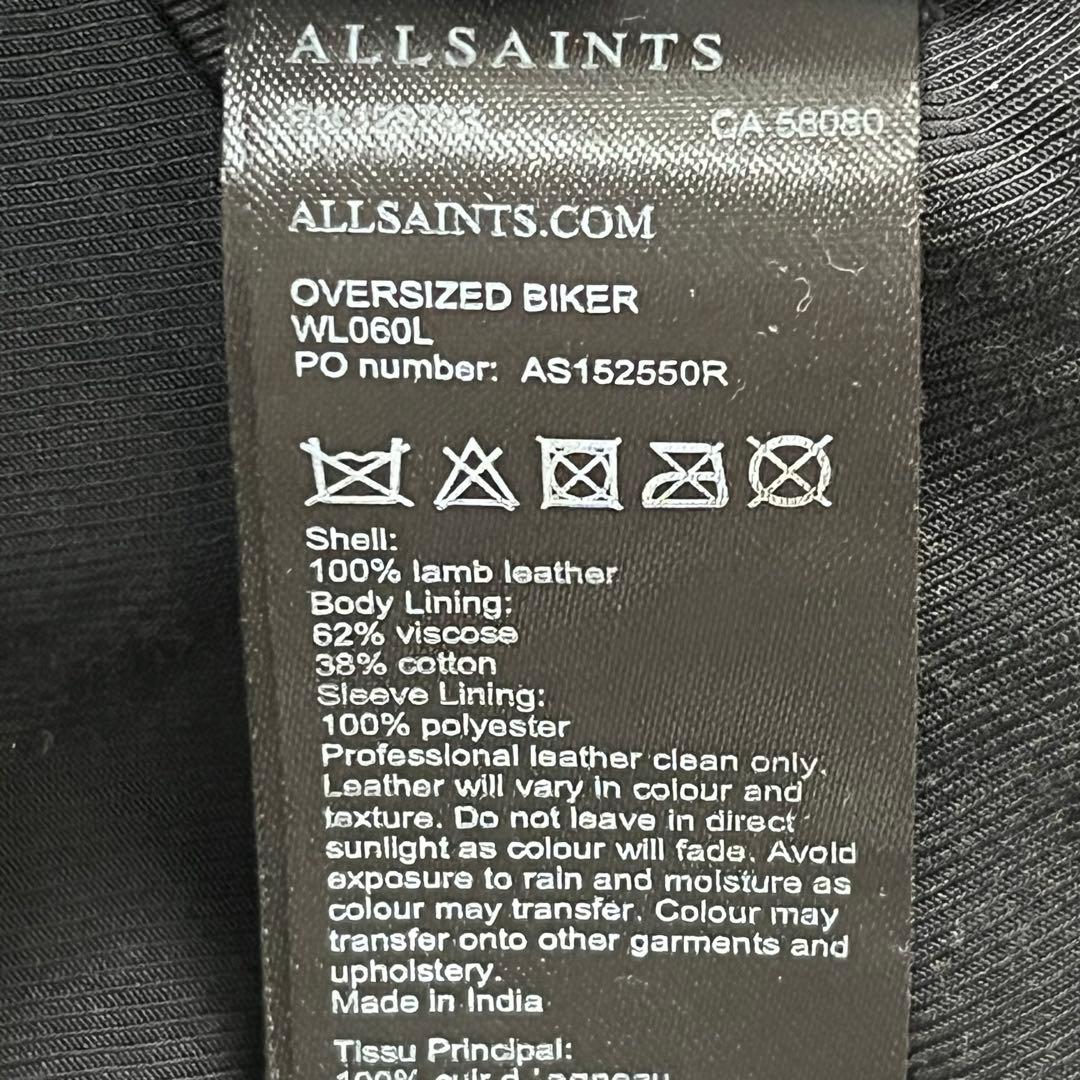 ALLSAINTS
CA 58080
ALLSAINTS.COM
OVERSIZED BIKER
WL060L
PO number: AS152550R
Shell:
100% lamb leather
Body Lining:
62% viscose
38% cotton
Sleeve Lining:
100% polyester
Professional leather clean only.
Leather will vary in colour and
texture. Do not leave in direct
sunlight as colour will fade. Avoid
exposure to rain and moisture as
colour may transfer. Colour may
transfer onto other garments and
upholstery.
Made in India
Tissu Principal:
100% cuir d'agneau